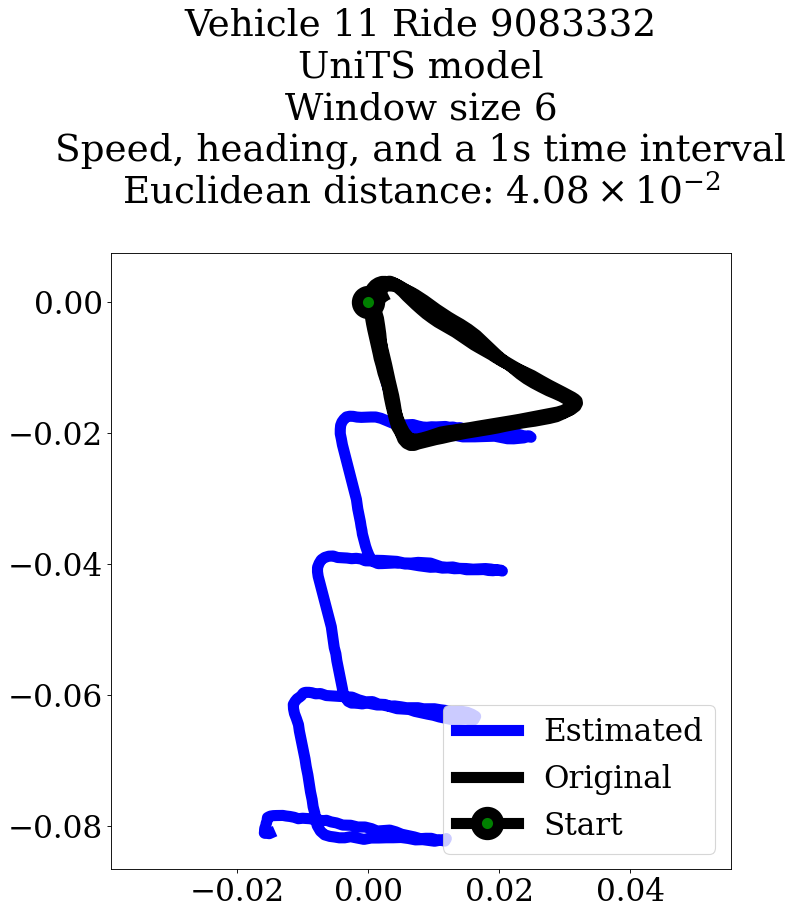 Vehicle 11 Ride 9083332
UniTS model
Window size 6
Speed, heading, and a 1s time interval
Euclidean distance: 4.08 × 10⁻²
0.00
−0.02
−0.04
−0.06
−0.08
Estimated
Original
Start
−0.02 0.00 0.02 0.04